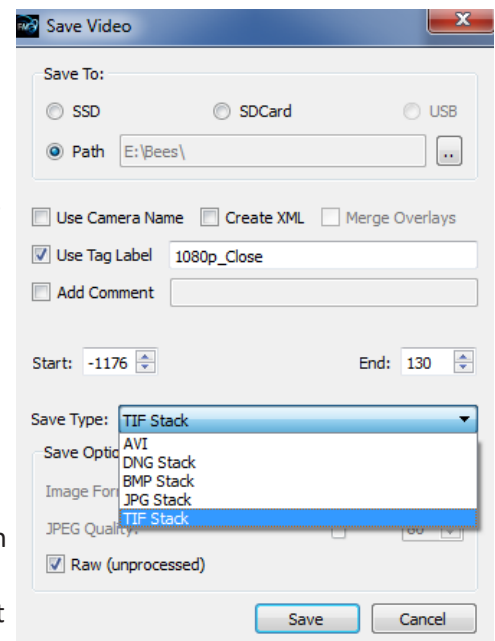 Save Video
Save To:
SSD SDCard USB
Path E:\Bees\ ..
Use Camera Name Create XML Merge Overlays
Use Tag Label 1080p_Close
Add Comment
Start: -1176 End: 130
Save Type: TIF Stack
AVI
Save Optio
DNG Stack
BMP Stack
Image For
JPG Stack
TIF Stack
JPEG Quality:
Raw (unprocessed)
Save Cancel